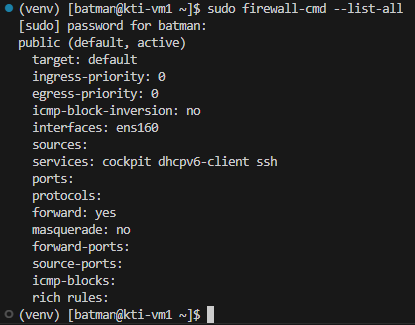 (venv) [batman@kti-vm1 ~]$ sudo firewall-cmd --list-all
[sudo] password for batman:
public (default, active)
  target: default
  ingress-priority: 0
  egress-priority: 0
  icmp-block-inversion: no
  interfaces: ens160
  sources:
  services: cockpit dhcpv6-client ssh
  ports:
  protocols:
  forward: yes
  masquerade: no
  forward-ports:
  source-ports:
  icmp-blocks:
  rich rules:
(venv) [batman@kti-vm1 ~]$